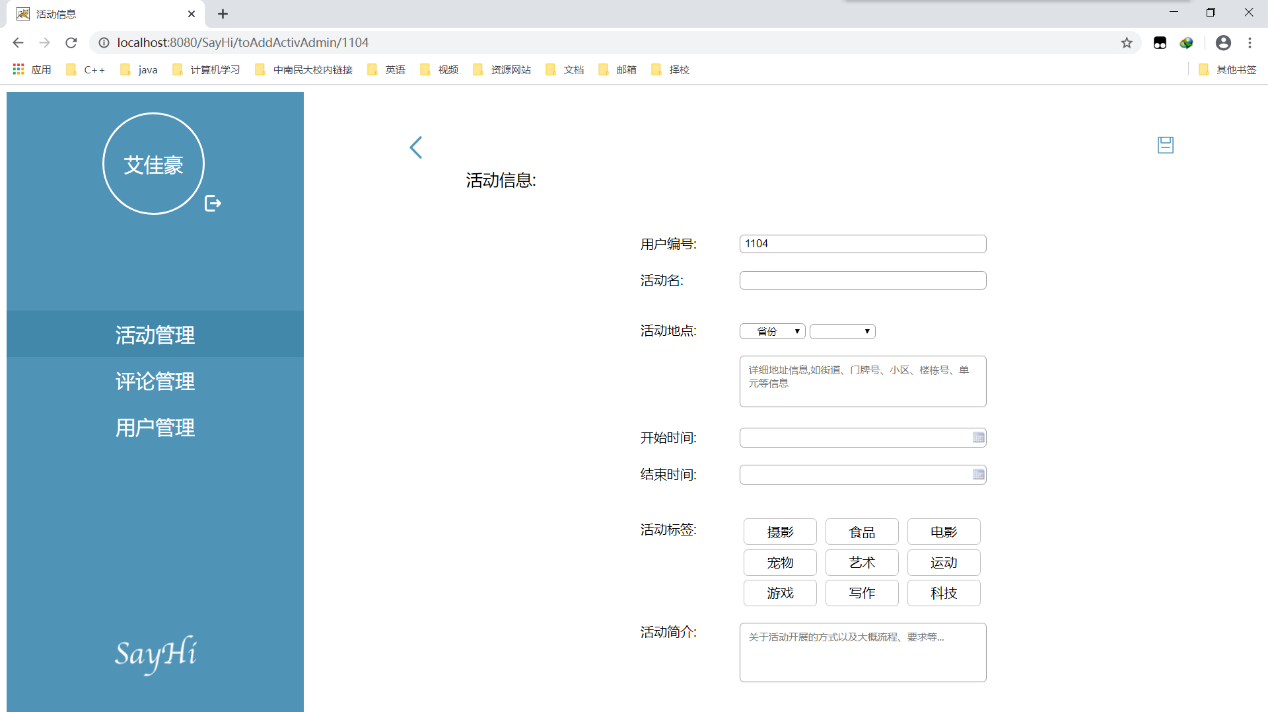 活动信息
localhost:8080/SayHi/toAddActivAdmin/1104
应用 C++ java 计算机学习 中南民大校内链接 英语 视频 资源网站 文档 邮箱 择校 其他书签
艾佳豪
活动管理
评论管理
用户管理
SayHi
活动信息:
用户编号: 1104
活动名:
活动地点: 省份
详细地址信息,如街道、门牌号、小区、楼栋号、单
元等信息
开始时间:
结束时间:
活动标签: 摄影 食品 电影
宠物 艺术 运动
游戏 写作 科技
活动简介: 关于活动开展的方式以及大概流程、要求等...